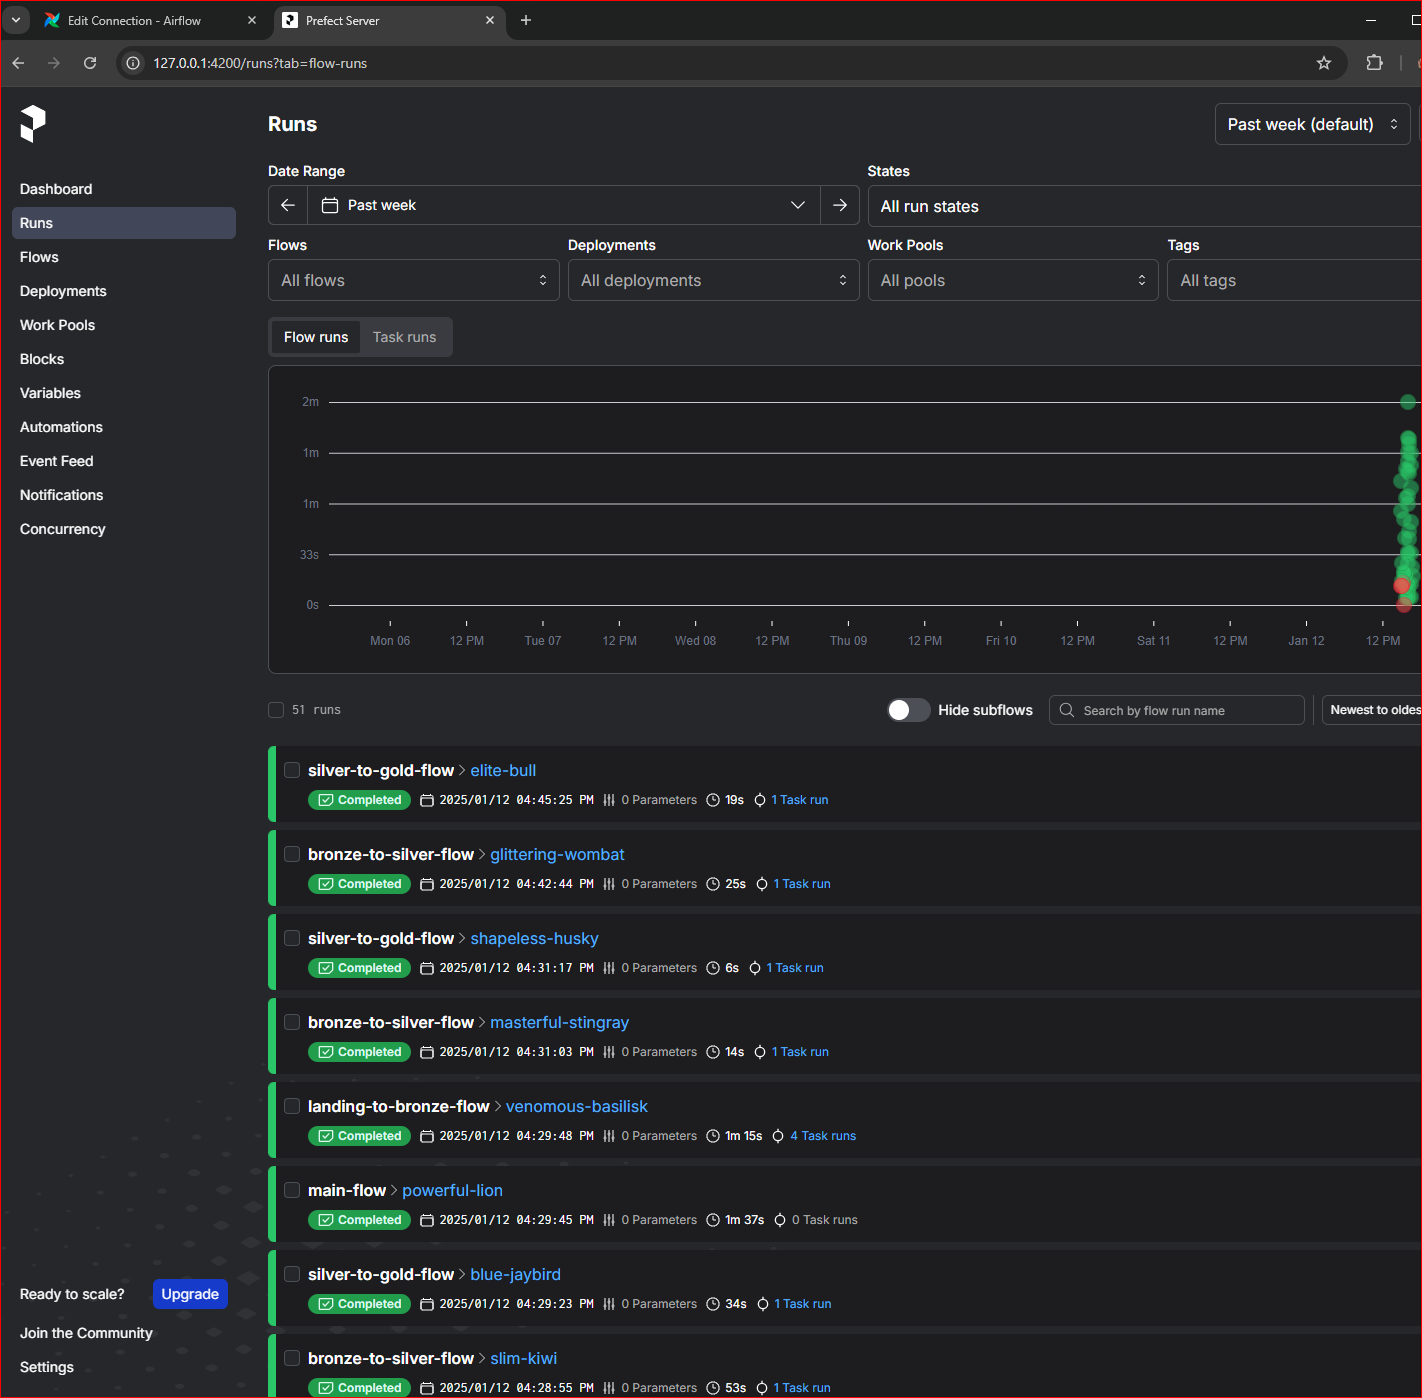 Edit Connection - Airflow
Prefect Server
127.0.0.1:4200/runs?tab=flow-runs
Runs
Past week (default)
Dashboard
Runs
Flows
Deployments
Work Pools
Blocks
Variables
Automations
Event Feed
Notifications
Concurrency
Date Range
States
Past week
All run states
Flows
Deployments
Work Pools
Tags
All flows
All deployments
All pools
All tags
Flow runs
Task runs
2m
1m
1m
33s
0s
Mon 06
12 PM
Tue 07
12 PM
Wed 08
12 PM
Thu 09
12 PM
Fri 10
12 PM
Sat 11
12 PM
Jan 12
12 PM
51 runs
Hide subflows
Search by flow run name
Newest to oldes
silver-to-gold-flow > elite-bull
Completed 2025/01/12 04:45:25 PM 0 Parameters 19s 1 Task run
bronze-to-silver-flow > glittering-wombat
Completed 2025/01/12 04:42:44 PM 0 Parameters 25s 1 Task run
silver-to-gold-flow > shapeless-husky
Completed 2025/01/12 04:31:17 PM 0 Parameters 6s 1 Task run
bronze-to-silver-flow > masterful-stingray
Completed 2025/01/12 04:31:03 PM 0 Parameters 14s 1 Task run
landing-to-bronze-flow > venomous-basilisk
Completed 2025/01/12 04:29:48 PM 0 Parameters 1m 15s 4 Task runs
main-flow > powerful-lion
Completed 2025/01/12 04:29:45 PM 0 Parameters 1m 37s 0 Task runs
silver-to-gold-flow > blue-jaybird
Completed 2025/01/12 04:29:23 PM 0 Parameters 34s 1 Task run
bronze-to-silver-flow > slim-kiwi
Completed 2025/01/12 04:28:55 PM 0 Parameters 53s 1 Task run
Ready to scale?
Upgrade
Join the Community
Settings